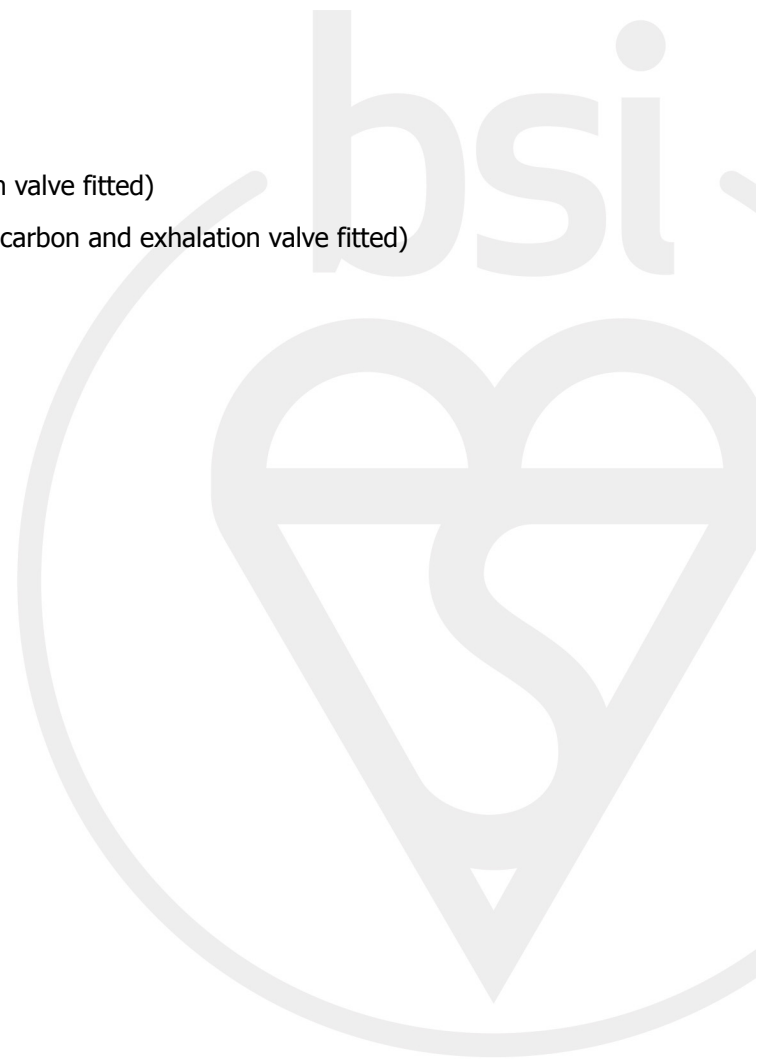 bsi
valve fitted)
carbon and exhalation valve fitted)